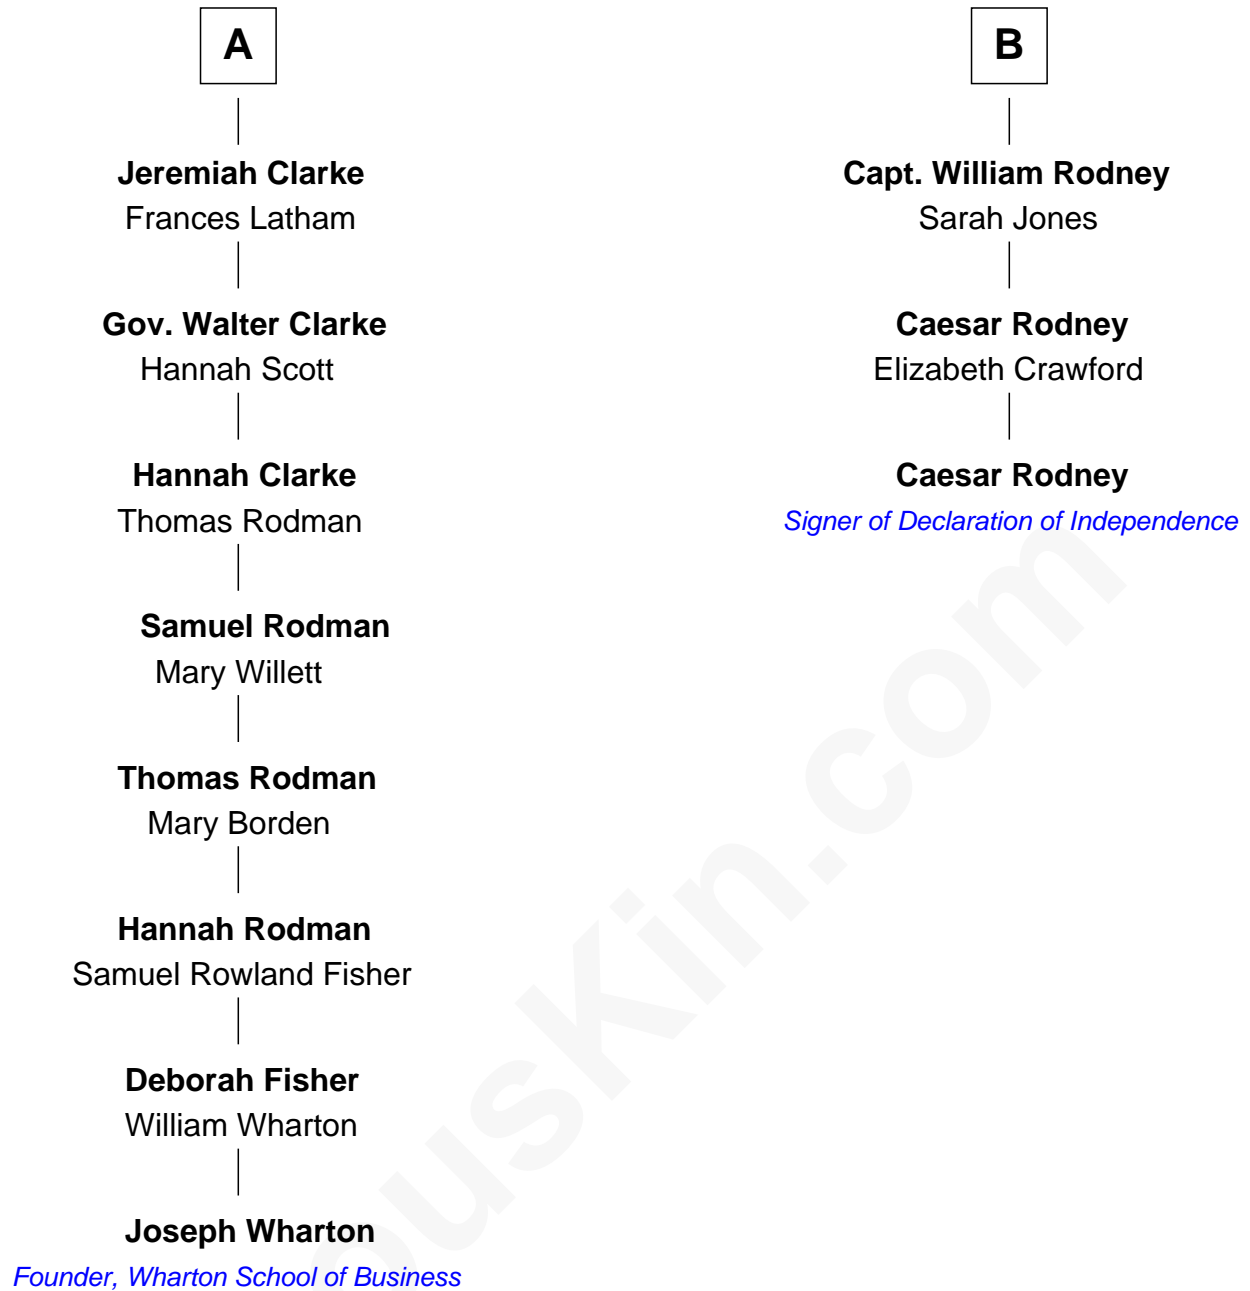 A
Jeremiah Clarke
Frances Latham
Gov. Walter Clarke
Hannah Scott
Hannah Clarke
Thomas Rodman
Samuel Rodman
Mary Willett
Thomas Rodman
Mary Borden
Hannah Rodman
Samuel Rowland Fisher
Deborah Fisher
William Wharton
Joseph Wharton
Founder, Wharton School of Business
B
Capt. William Rodney
Sarah Jones
Caesar Rodney
Elizabeth Crawford
Caesar Rodney
Signer of Declaration of Independence
ousKin.com